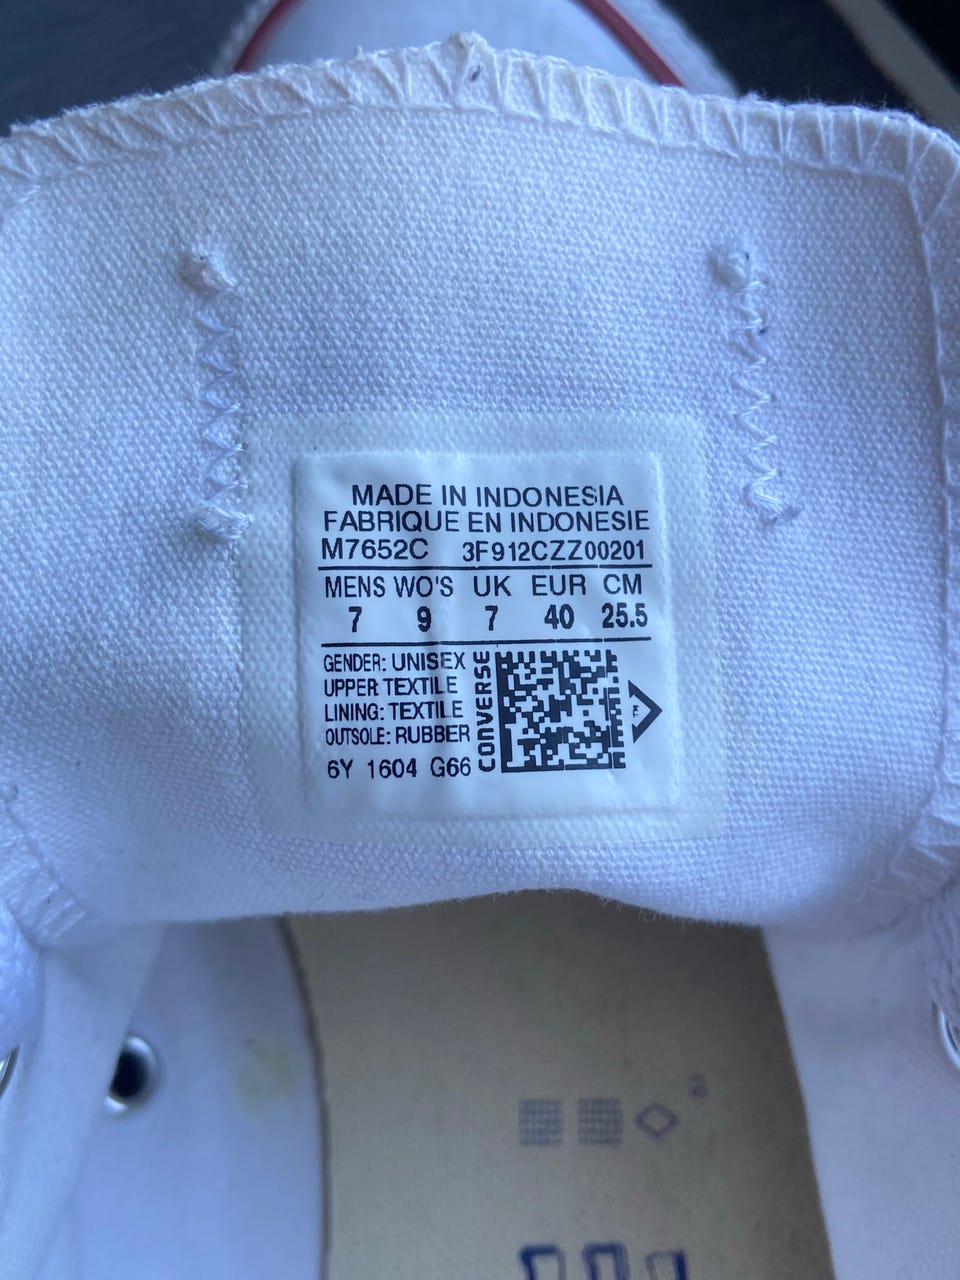 MADE IN INDONESIA
FABRIQUE EN INDONESIE
M7652C 3F912CZZ00201
MENS WO'S UK EUR CM
7 9 7 40 25.5
GENDER: UNISEX
UPPER TEXTILE
LINING: TEXTILE
OUTSOLE: RUBBER
6Y 1604 G66
CONVERSE